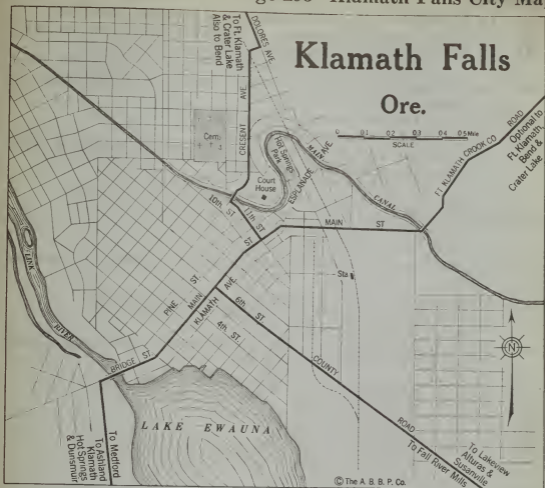 Klamath Falls City Ma
Klamath Falls
Ore.
0 0.1 0.2 0.3 0.4 0.5 Mile
SCALE
To Ft. Klamath
& Crater Lake
Also to Bend
DOLORES AVE.
CRESENT AVE.
Cem.
Hot Springs
Park
MAIN AVE
Court
House
ESPLANADE
CANAL
FT KLAMATH CROOK CO ROAD
Optional to
Ft. Klamath,
Bend &
Crater Lake
10th ST
11th ST
MAIN ST
Sta
PINE ST
MAIN ST
KLAMATH AVE.
6th ST
4th ST
COUNTY ROAD
LINK RIVER
BRIDGE ST
LAKE EWAUNA
N
To Medford
To Ashland
Klamath
Hot Springs
& Dunsmuir
To Lakeview
Alturas &
Susanville
To Fall River Mills
© The A. B. B. P. Co.